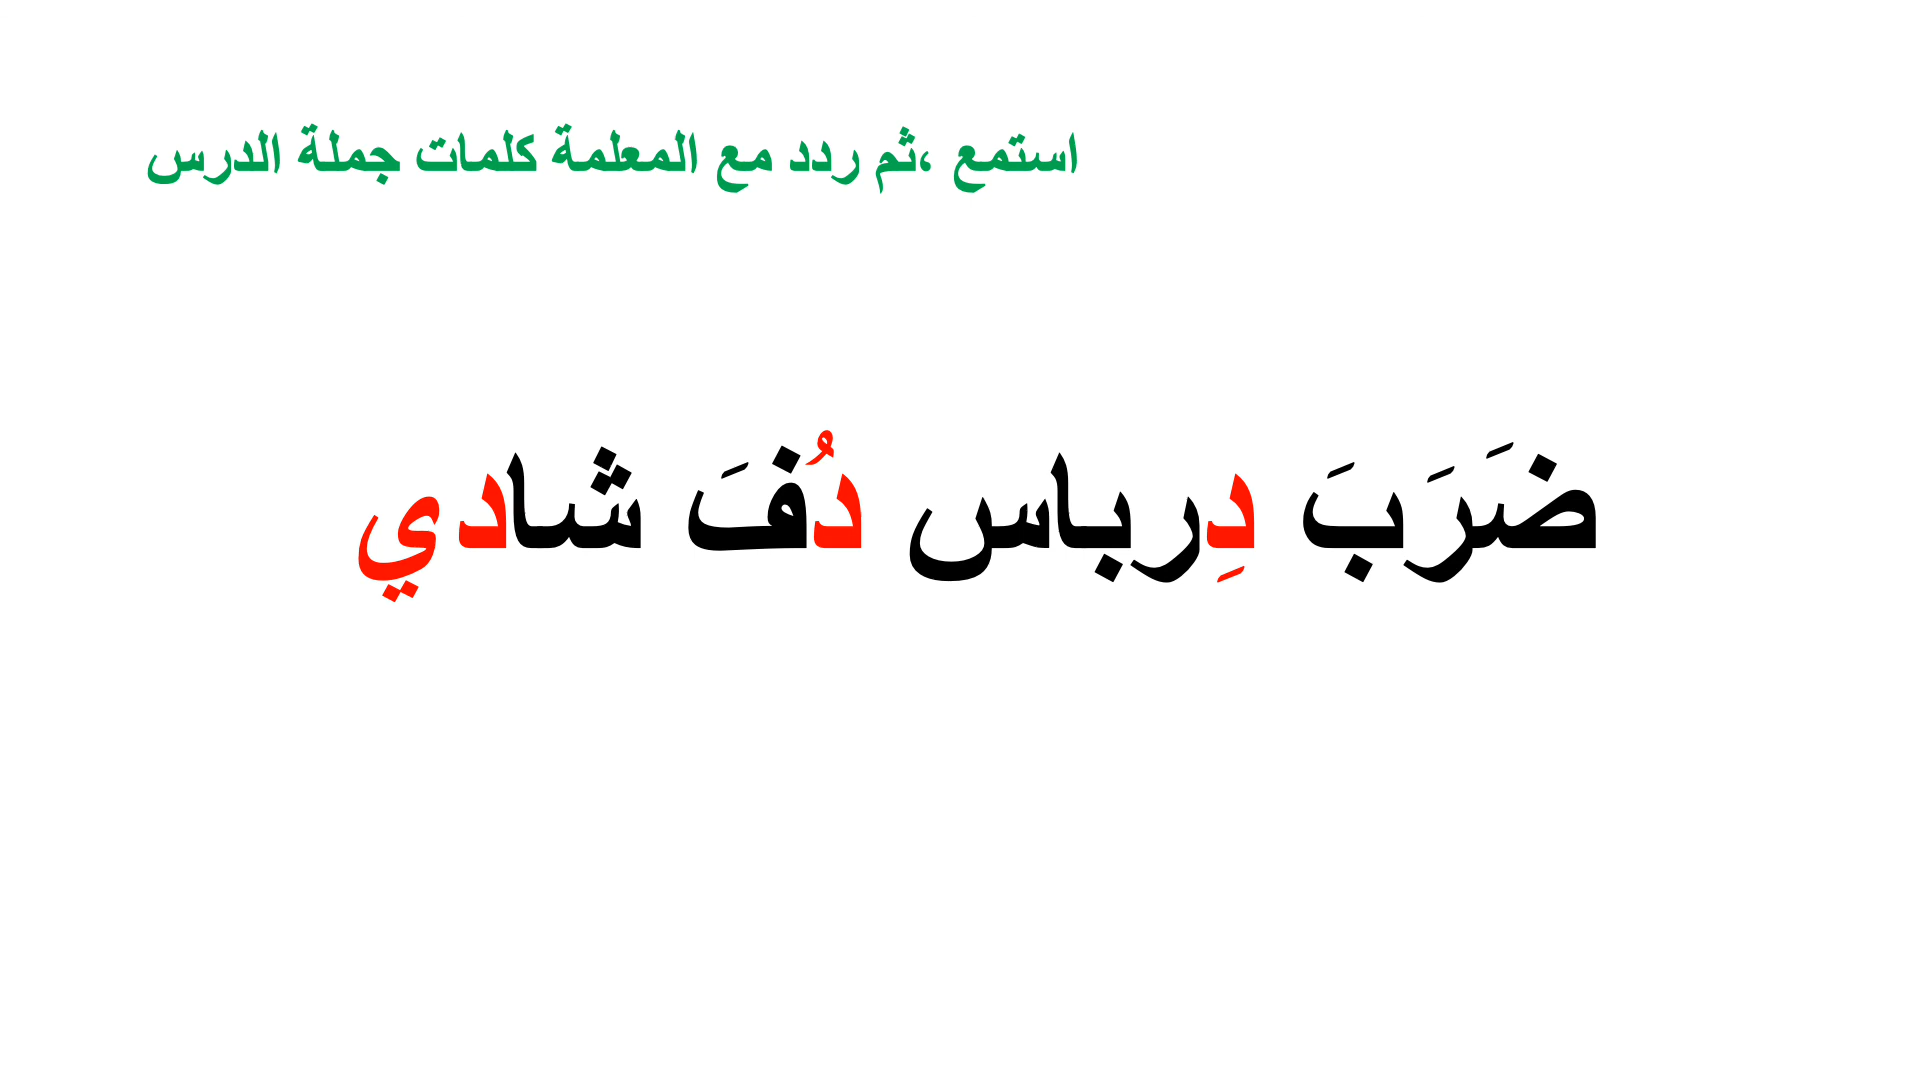 استمع ،ثم ردد مع المعلمة كلمات جملة الدرس
ضَرَبَ دِرباس دُفَ شادي